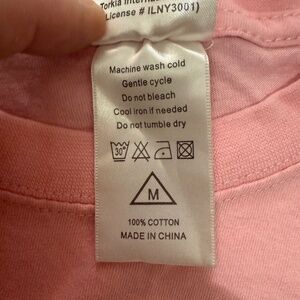 Torkia Internat
License # ILNY3001)
Machine wash cold
Gentle cycle
Do not bleach
Cool iron if needed
Do not tumble dry
30°
M
100% COTTON
MADE IN CHINA